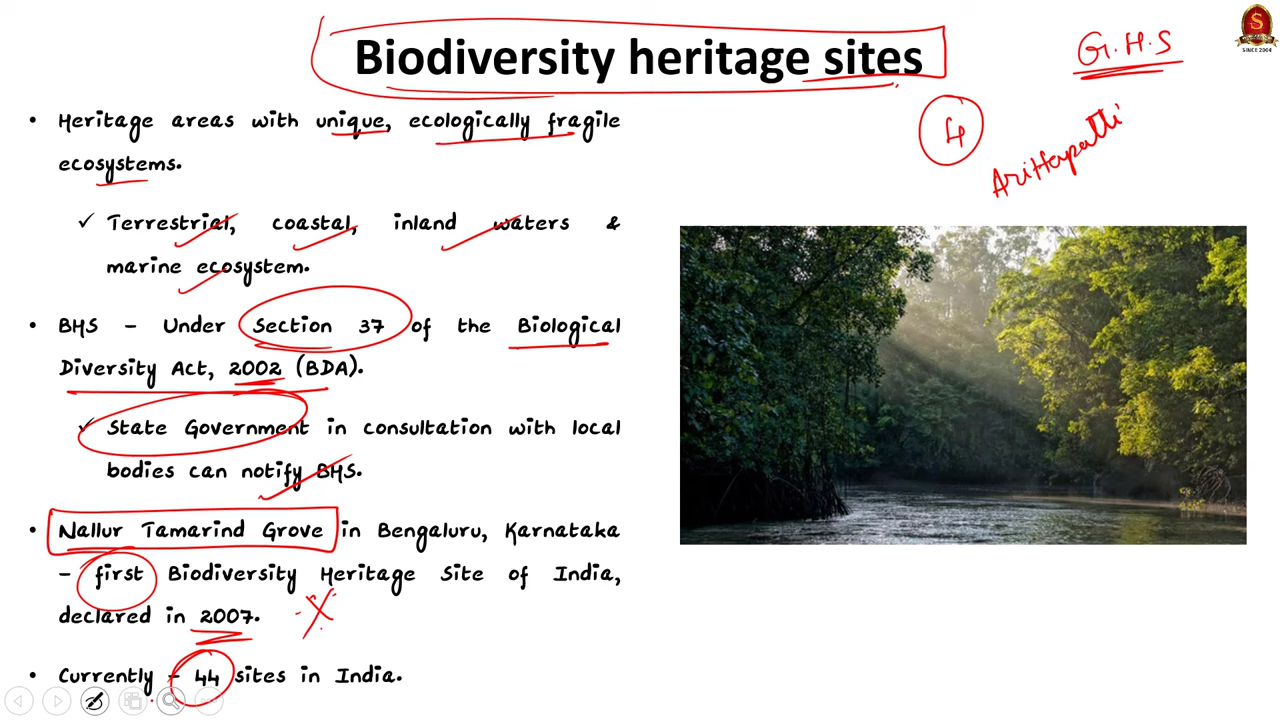 Biodiversity heritage sites
G.H.S
SINCE 2004
4
Arittapatti
• Heritage areas with unique, ecologically fragile
ecosystems.
✓ Terrestrial, coastal, inland waters &
marine ecosystem.
• BHS – Under Section 37 of the Biological
Diversity Act, 2002 (BDA).
✓ State Government in consultation with local
bodies can notify BHS.
• Nallur Tamarind Grove in Bengaluru, Karnataka
– first Biodiversity Heritage Site of India,
declared in 2007.
• Currently – 44 sites in India.